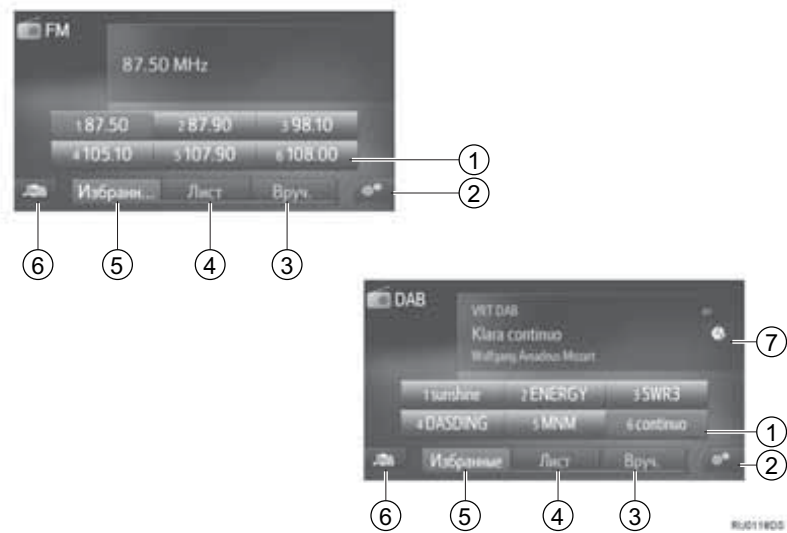 FM
87.50 MHz
1 87.50 2 87.90 3 98.10
4 105.10 5 107.90 6 108.00
Избранн... Лист Вруч.
1
2
6 5 4 3
DAB
VRT DAB
Klara continuo
Wolfgang Amadeus Mozart
7
1 sunshine 2 ENERGY 3 SWR3
4 DASDING 5 MNM 6 continuo
1
Избранные Лист Вруч.
2
6 5 4 3
RU0116DS